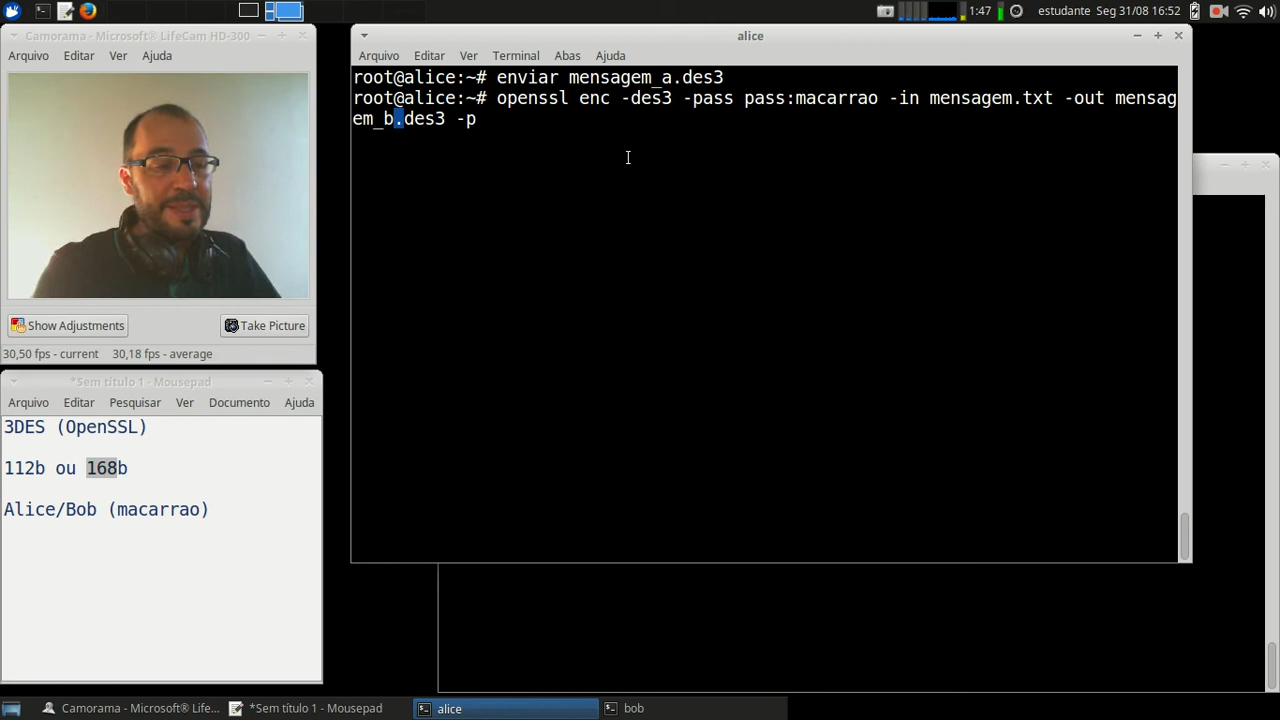 1:47 estudante Seg 31/08 16:52
Camorama - Microsoft® LifeCam HD-300
Arquivo Editar Ver Ajuda
Show Adjustments Take Picture
30,50 fps - current 30,18 fps - average
*Sem título 1 - Mousepad
Arquivo Editar Pesquisar Ver Documento Ajuda
3DES (OpenSSL)
112b ou 168b
Alice/Bob (macarrao)
alice
Arquivo Editar Ver Terminal Abas Ajuda
root@alice:~# enviar mensagem_a.des3
root@alice:~# openssl enc -des3 -pass pass:macarrao -in mensagem.txt -out mensag
em_b.des3 -p
Camorama - Microsoft® Life... *Sem título 1 - Mousepad alice bob